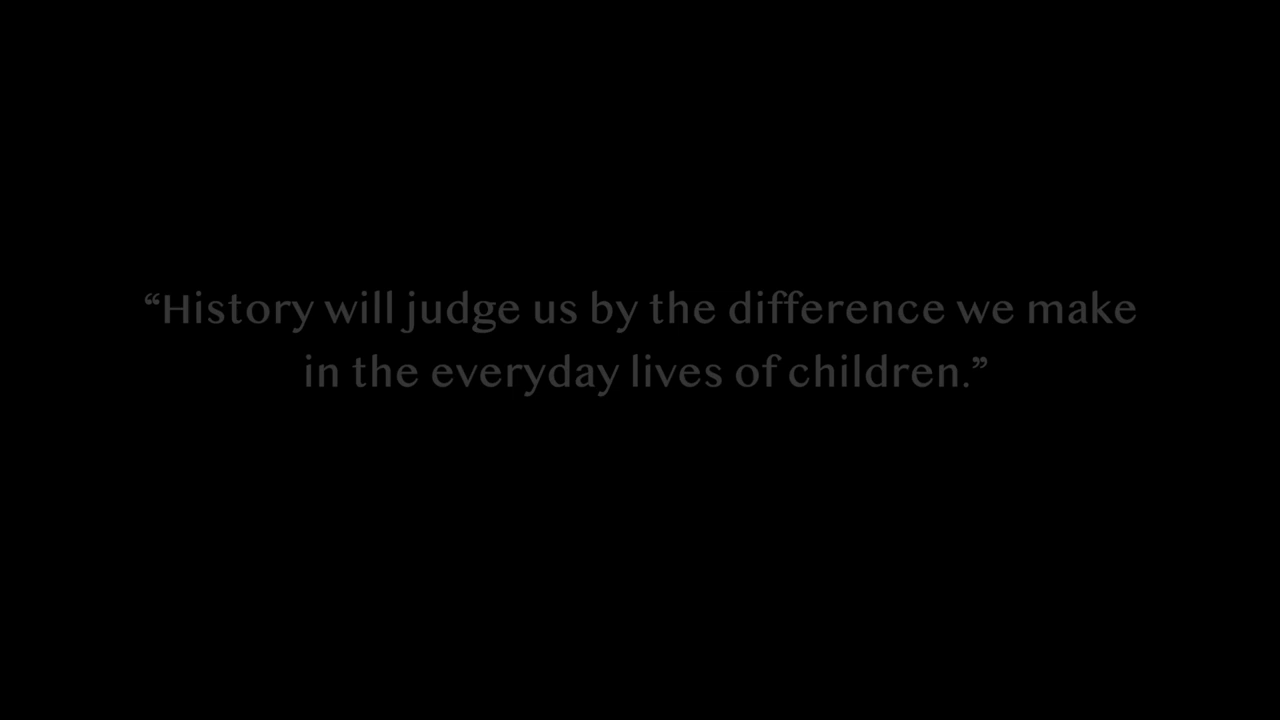 “History will judge us by the difference we make
in the everyday lives of children.”